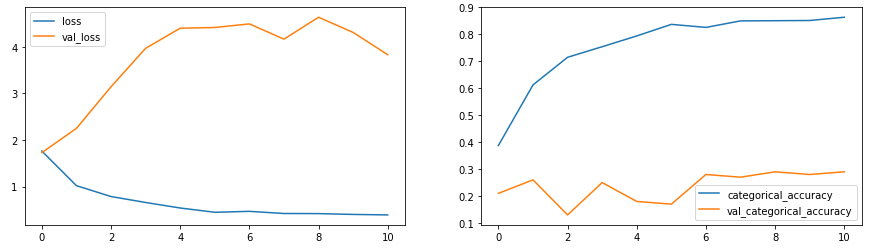 loss
val_loss
4
3
2
1
0 2 4 6 8 10
0.9
0.8
0.7
0.6
0.5
0.4
0.3
0.2
0.1
categorical_accuracy
val_categorical_accuracy
0 2 4 6 8 10